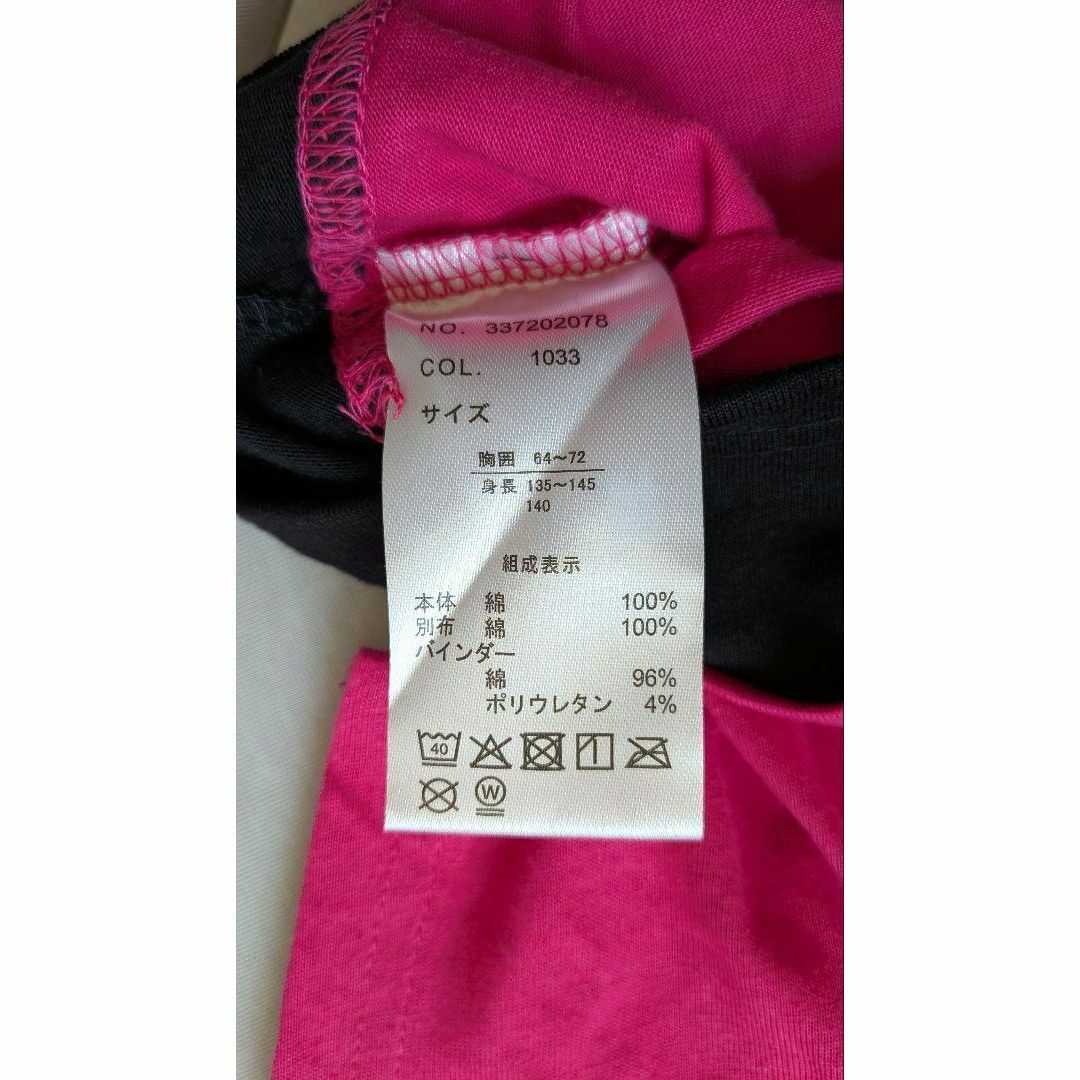 NO. 337202078
COL. 1033
サイズ
胸囲 64～72
身長 135～145
140
組成表示
本体 綿 100%
別布 綿 100%
バインダー
綿 96%
ポリウレタン 4%
40
W